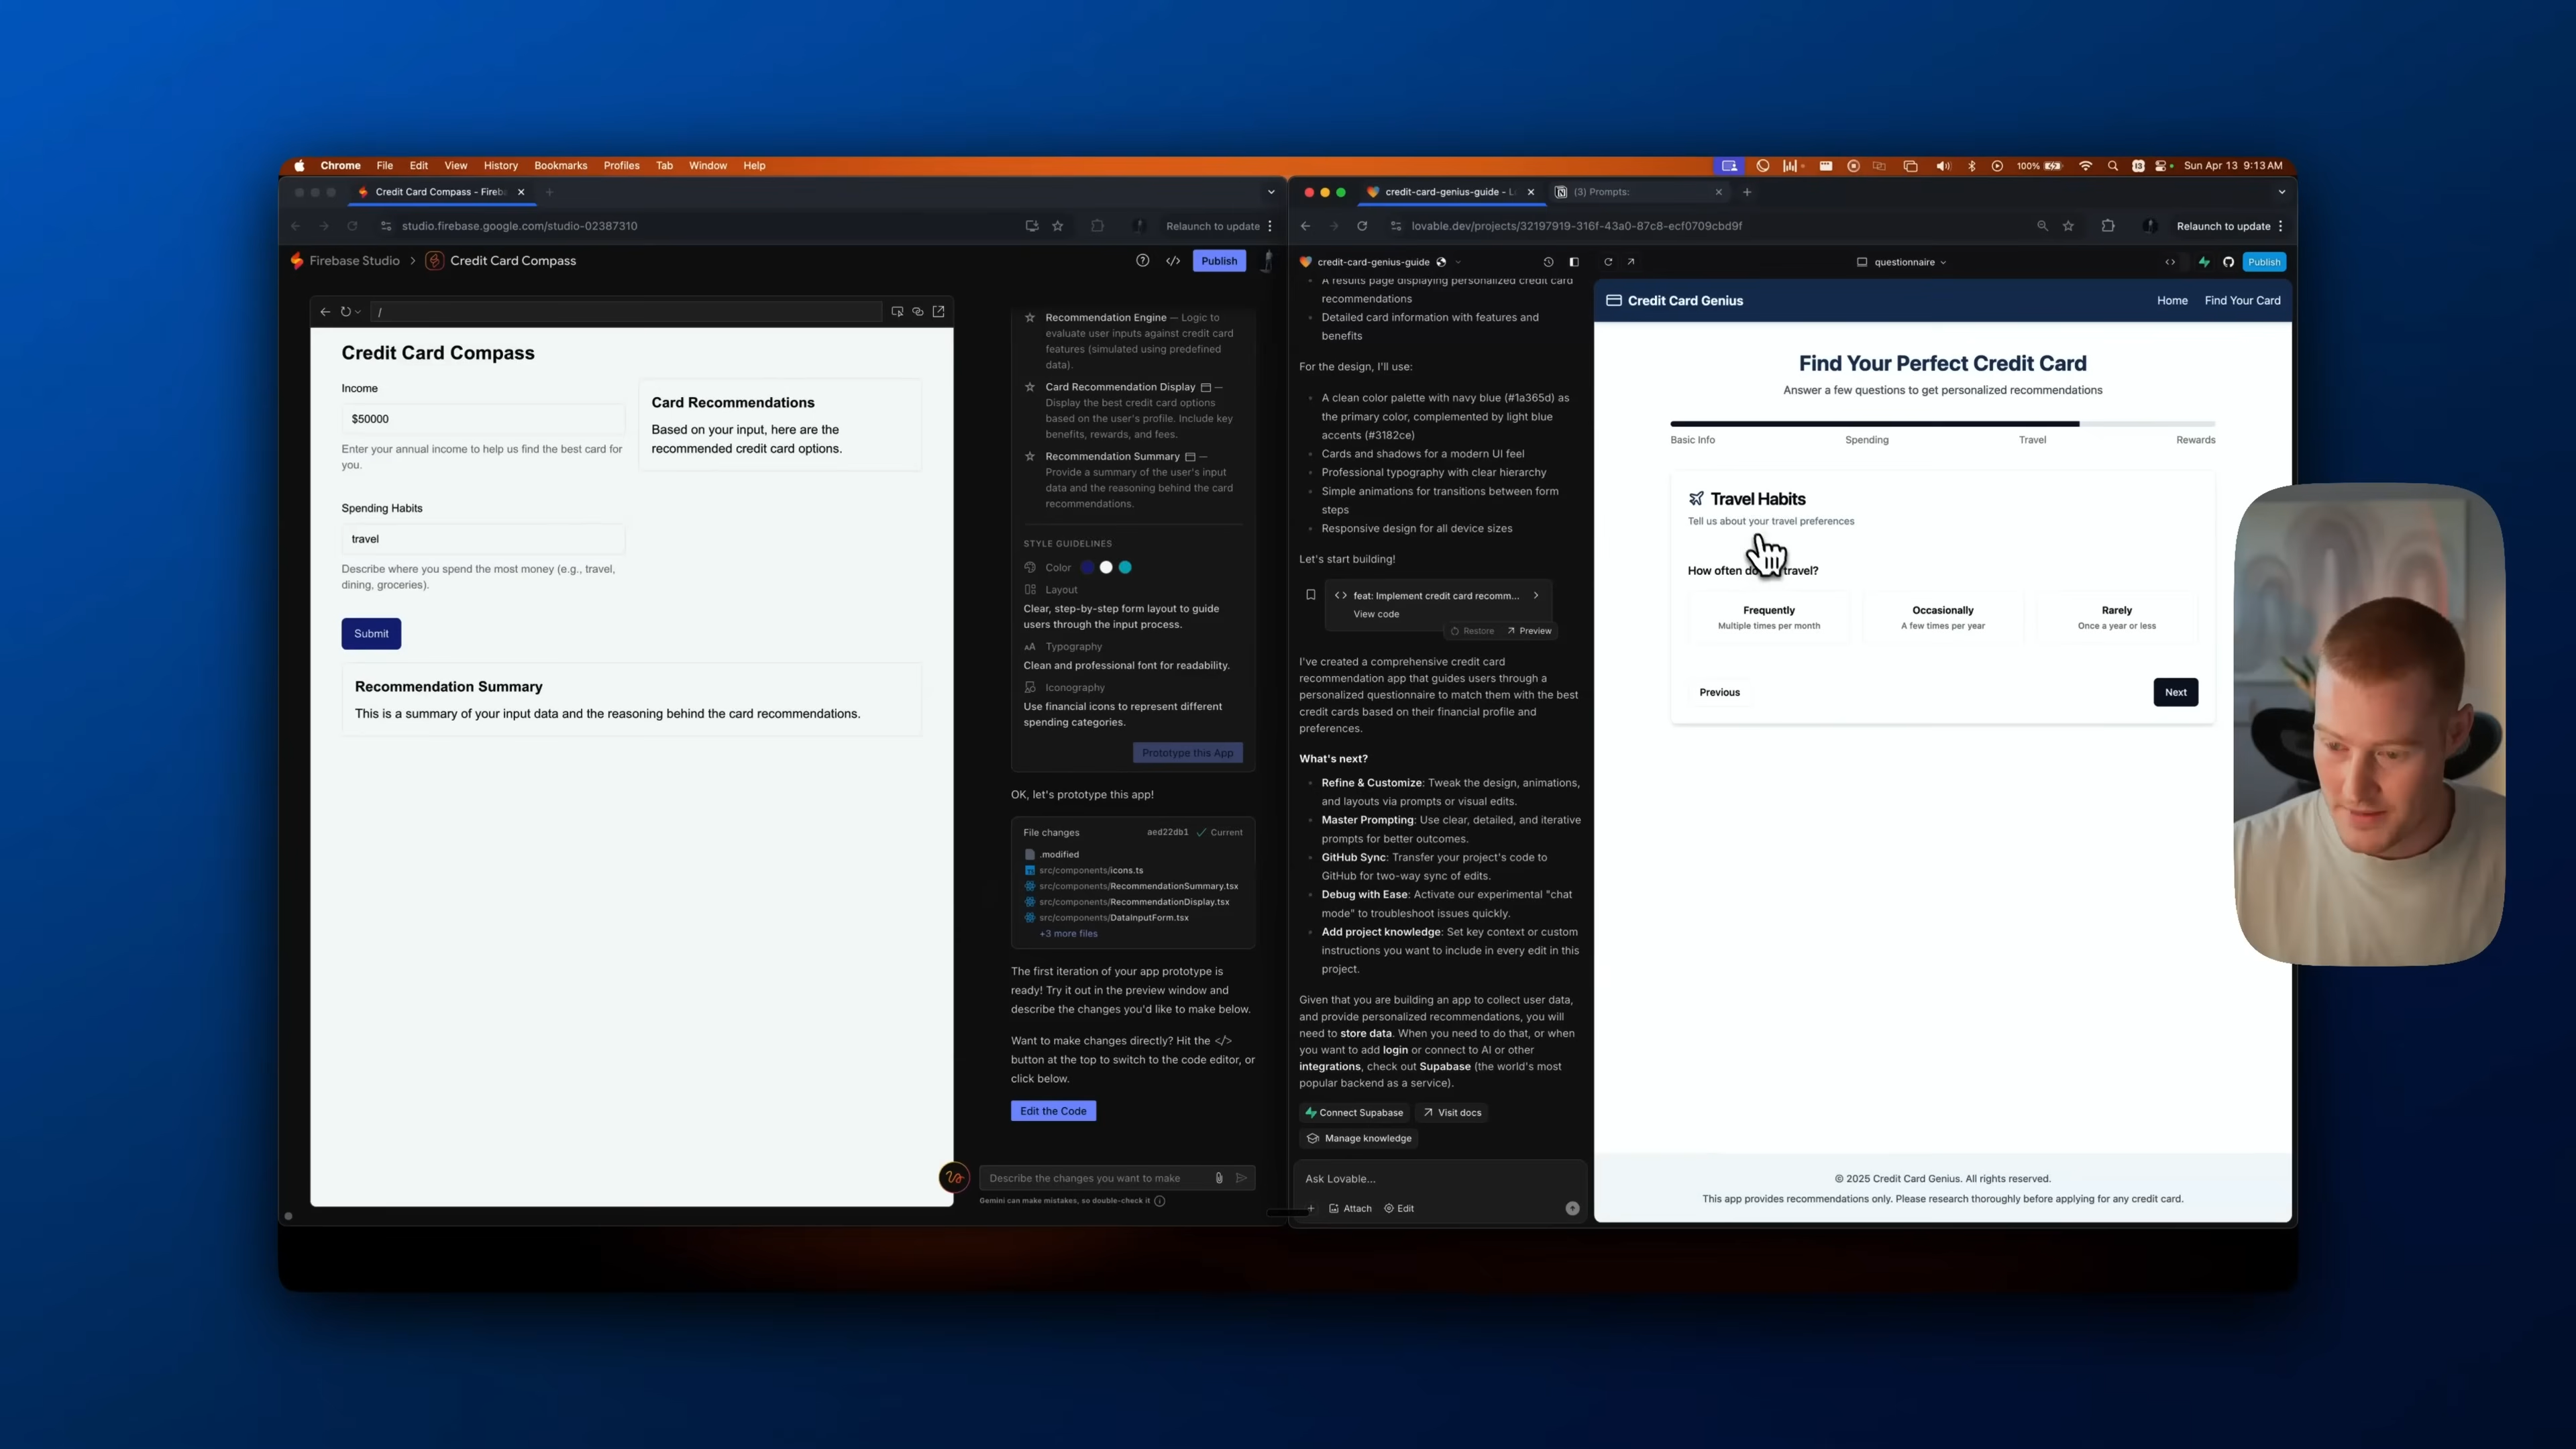 Chrome File Edit View History Bookmarks Profiles Tab Window Help
100%
13
Sun Apr 13 9:13 AM
Credit Card Compass - Fireb
studio.firebase.google.com/studio-02387310
Relaunch to update
Firebase Studio > Credit Card Compass
</>
Publish
/
Credit Card Compass
Income
$50000
Enter your annual income to help us find the best card for
you.
Spending Habits
travel
Describe where you spend the most money (e.g., travel,
dining, groceries).
Submit
Card Recommendations
Based on your input, here are the
recommended credit card options.
Recommendation Summary
This is a summary of your input data and the reasoning behind the card recommendations.
Recommendation Engine — Logic to
evaluate user inputs against credit card
features (simulated using predefined
data).
Card Recommendation Display —
Display the best credit card options
based on the user's profile. Include key
benefits, rewards, and fees.
Recommendation Summary —
Provide a summary of the user's input
data and the reasoning behind the card
recommendations.
STYLE GUIDELINES
Color
Layout
Clear, step-by-step form layout to guide
users through the input process.
AA Typography
Clean and professional font for readability.
Iconography
Use financial icons to represent different
spending categories.
Prototype this App
OK, let's prototype this app!
File changes aed22db1 Current
.modified
src/components/icons.ts
src/components/RecommendationSummary.tsx
src/components/RecommendationDisplay.tsx
src/components/DataInputForm.tsx
+3 more files
The first iteration of your app prototype is
ready! Try it out in the preview window and
describe the changes you'd like to make below.
Want to make changes directly? Hit the </>
button at the top to switch to the code editor, or
click below.
Edit the Code
Describe the changes you want to make
Gemini can make mistakes, so double-check it
credit-card-genius-guide - L
(3) Prompts:
lovable.dev/projects/32197919-316f-43a0-87c8-ecf0709cbd9f
Relaunch to update
credit-card-genius-guide
questionnaire
Publish
A results page displaying personalized credit card
recommendations
Detailed card information with features and
benefits
For the design, I'll use:
A clean color palette with navy blue (#1a365d) as
the primary color, complemented by light blue
accents (#3182ce)
Cards and shadows for a modern UI feel
Professional typography with clear hierarchy
Simple animations for transitions between form
steps
Responsive design for all device sizes
Let's start building!
feat: Implement credit card recomm...
View code
Restore Preview
I've created a comprehensive credit card
recommendation app that guides users through a
personalized questionnaire to match them with the best
credit cards based on their financial profile and
preferences.
What's next?
Refine & Customize: Tweak the design, animations,
and layouts via prompts or visual edits.
Master Prompting: Use clear, detailed, and iterative
prompts for better outcomes.
GitHub Sync: Transfer your project's code to
GitHub for two-way sync of edits.
Debug with Ease: Activate our experimental "chat
mode" to troubleshoot issues quickly.
Add project knowledge: Set key context or custom
instructions you want to include in every edit in this
project.
Given that you are building an app to collect user data,
and provide personalized recommendations, you will
need to store data. When you need to do that, or when
you want to add login or connect to AI or other
integrations, check out Supabase (the world's most
popular backend as a service).
Connect Supabase Visit docs
Manage knowledge
Ask Lovable...
Attach Edit
Credit Card Genius
Home Find Your Card
Find Your Perfect Credit Card
Answer a few questions to get personalized recommendations
Basic Info Spending Travel Rewards
Travel Habits
Tell us about your travel preferences
How often do travel?
Frequently
Multiple times per month
Occasionally
A few times per year
Rarely
Once a year or less
Previous
Next
© 2025 Credit Card Genius. All rights reserved.
This app provides recommendations only. Please research thoroughly before applying for any credit card.